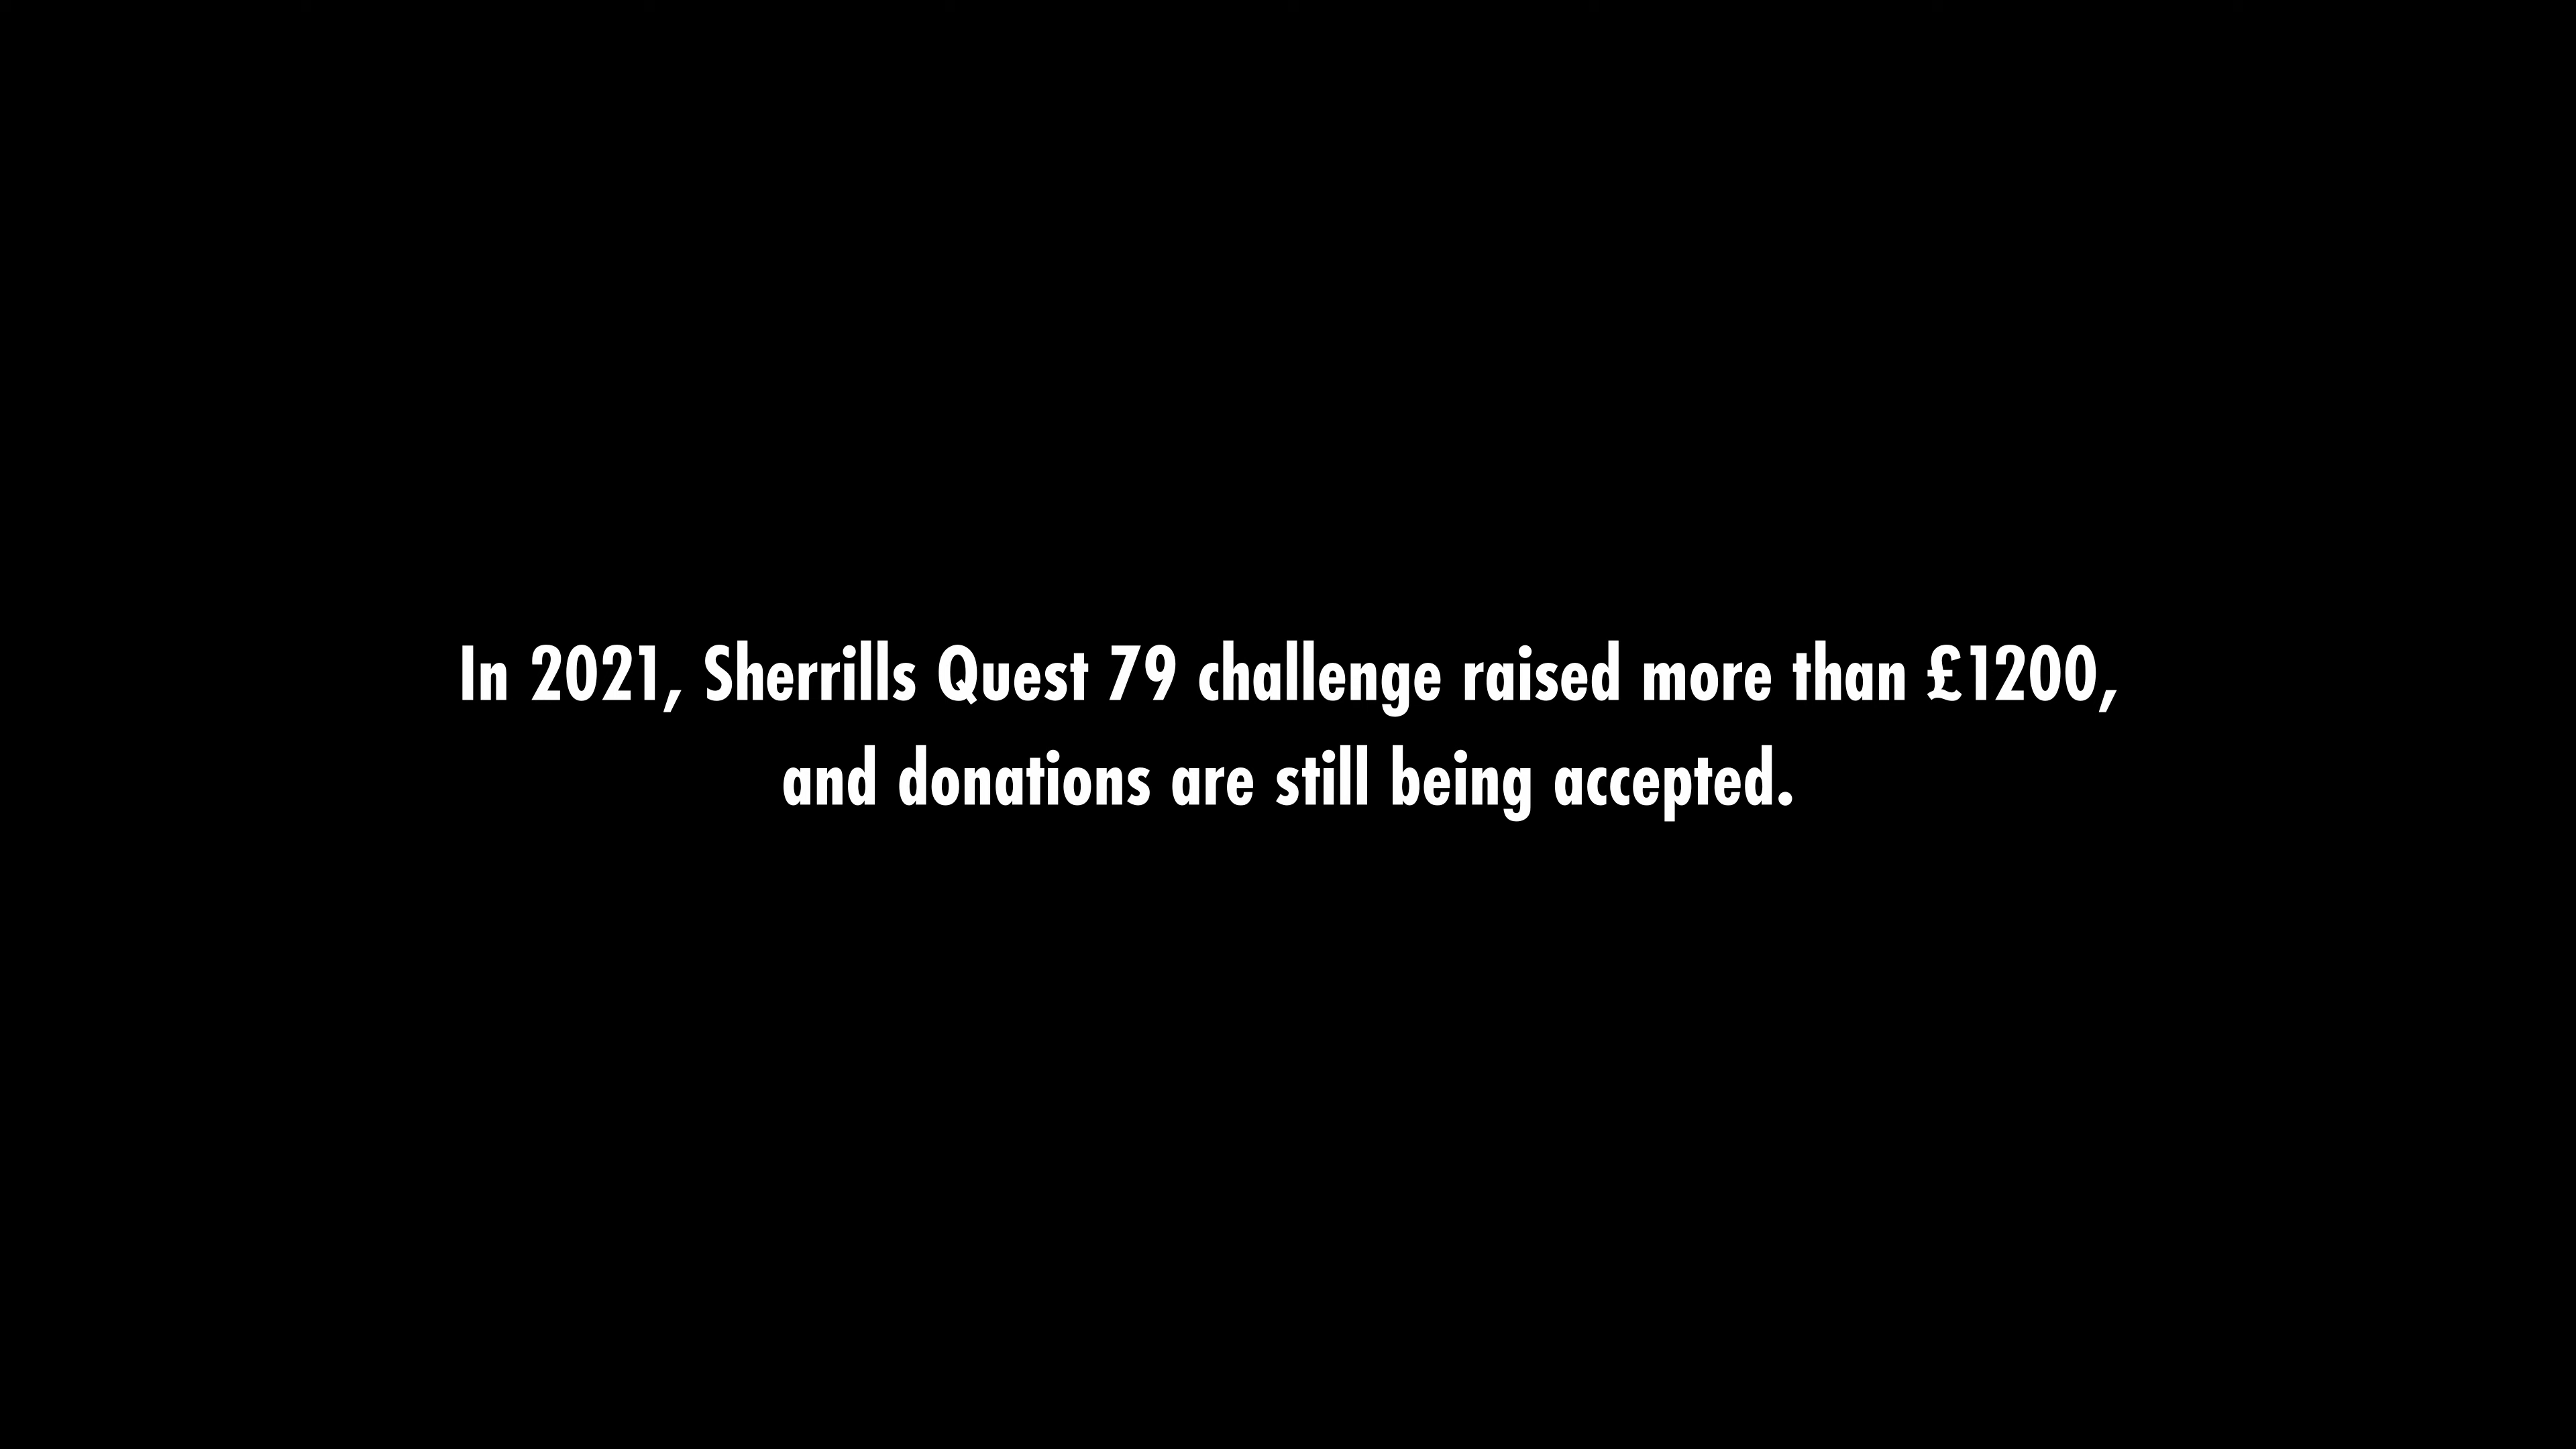 In 2021, Sherrills Quest 79 challenge raised more than £1200,
and donations are still being accepted.